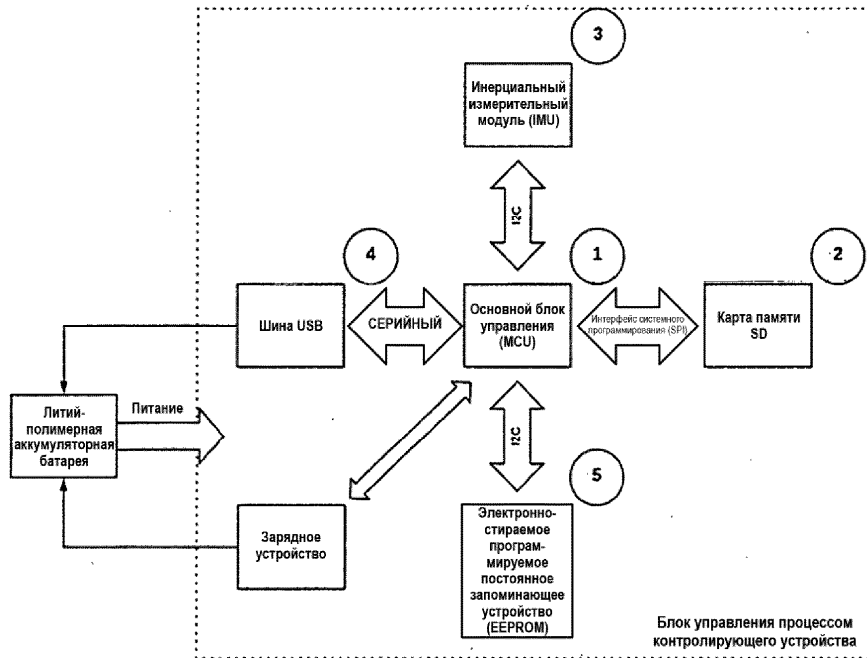 3
Инерциальный
измерительный
модуль (IMU)
I2C
4
1
2
Шина USB
СЕРИЙНЫЙ
Основной блок
управления
(MCU)
Интерфейс системного
программирования (SPI)
Карта памяти
SD
Литий-
полимерная
аккумуляторная
батарея
Питание
I2C
5
Зарядное
устройство
Электронно-
стираемое
програм-
мируемое
постоянное
запоминающее
устройство
(EEPROM)
Блок управления процессом
контролирующего устройства